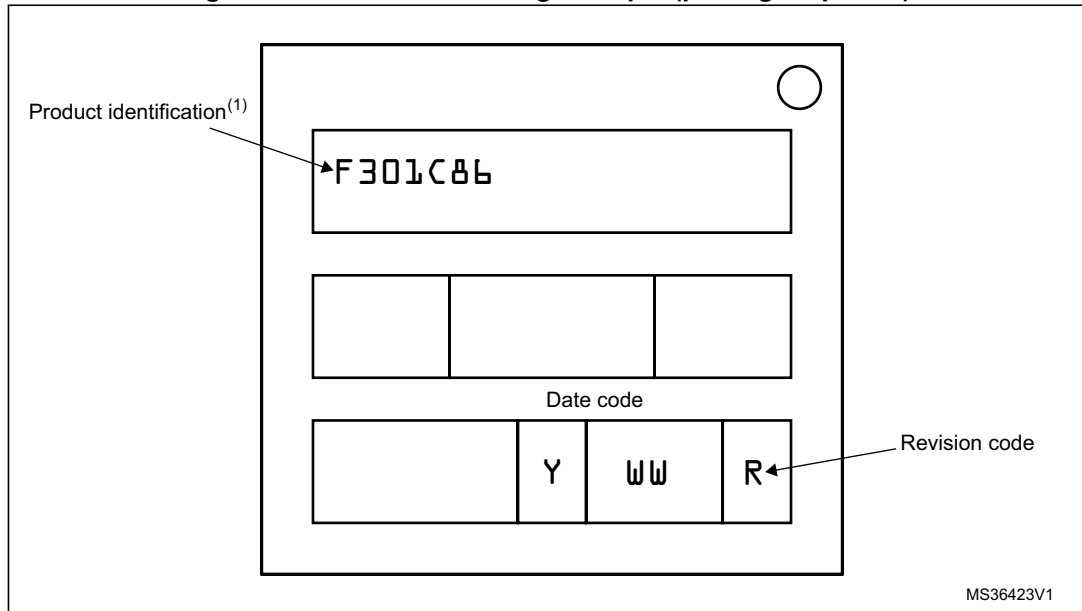 Product identification(1)
F301C86
Date code
Y WW R
Revision code
MS36423V1